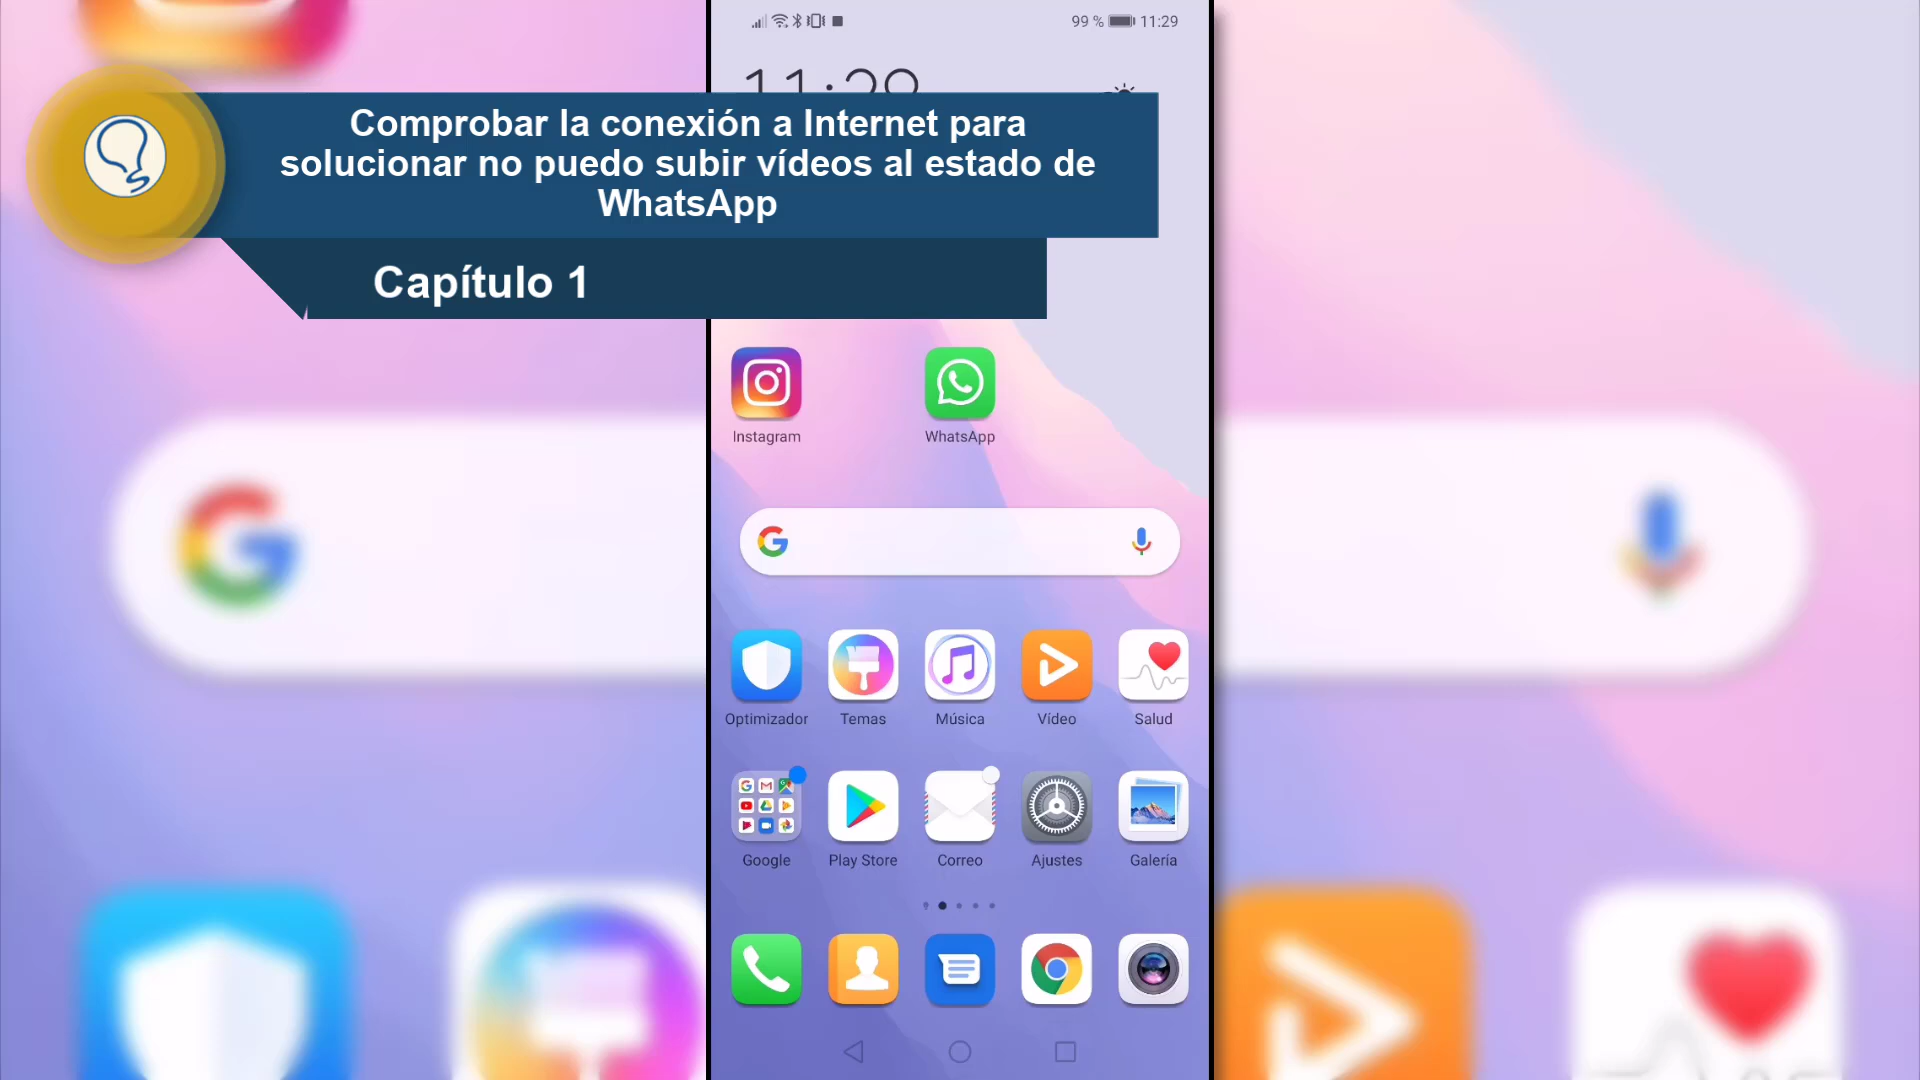 99 % 11:29
11:29
Comprobar la conexión a Internet para
solucionar no puedo subir vídeos al estado de
WhatsApp
Capítulo 1
Instagram WhatsApp
Optimizador Temas Música Vídeo Salud
Google Play Store Correo Ajustes Galería